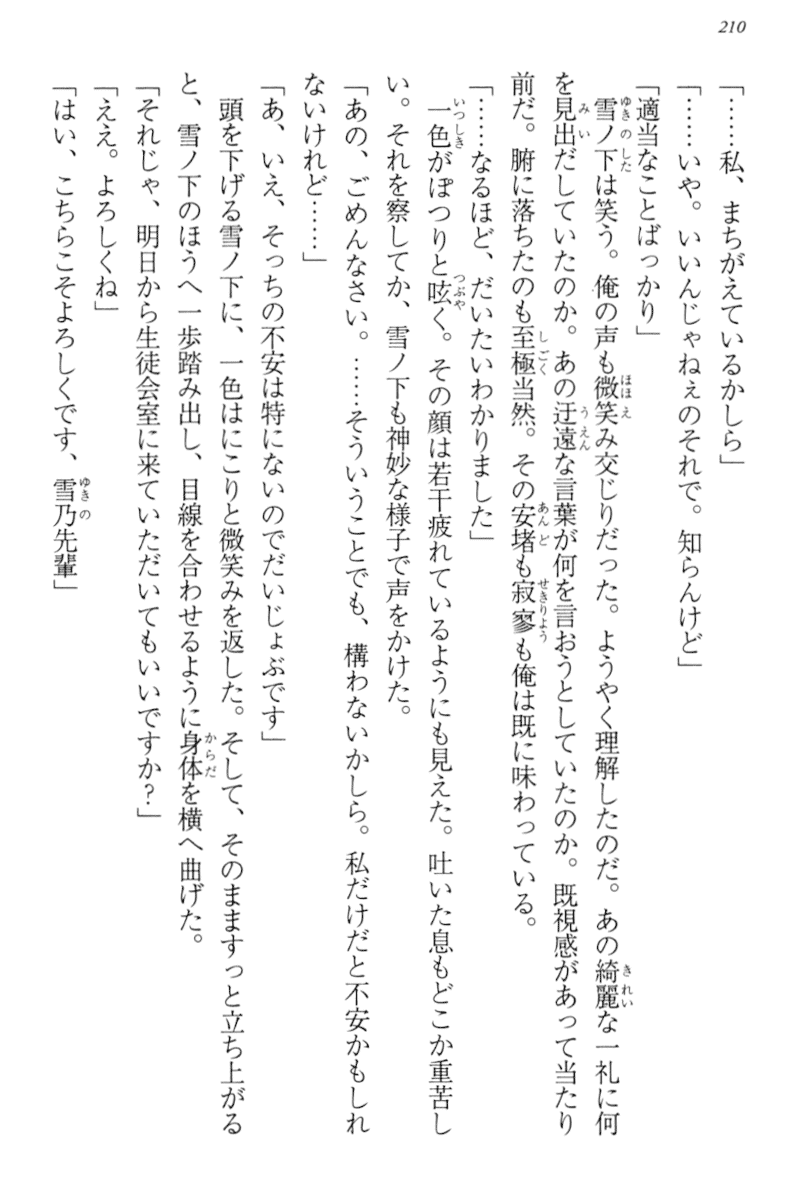 210
「……私、まちがえているかしら」
「……いや。いいんじゃねぇのそれで。知らんけど」
「適当なことばっかり」
　雪ノ下は笑う。俺の声も微笑み交じりだった。ようやく理解したのだ。あの綺麗な一礼に何
を見出だしていたのか。あの迂遠な言葉が何を言おうとしていたのか。既視感があって当たり
前だ。腑に落ちたのも至極当然。その安堵も寂寥も俺は既に味わっている。
「……なるほど、だいたいわかりました」
　一色がぽつりと呟く。その顔は若干疲れているようにも見えた。吐いた息もどこか重苦し
い。それを察してか、雪ノ下も神妙な様子で声をかけた。
「あの、ごめんなさい。……そういうことでも、構わないかしら。私だけだと不安かもしれ
ないけれど……」
「あ、いえ、そっちの不安は特にないのでだいじょぶです」
　頭を下げる雪ノ下に、一色はにこりと微笑みを返した。そして、そのまますっと立ち上がる
と、雪ノ下のほうへ一歩踏み出し、目線を合わせるように身体を横へ曲げた。
「それじゃ、明日から生徒会室に来ていただいてもいいですか？」
「ええ。よろしくね」
「はい、こちらこそよろしくです、雪乃先輩」